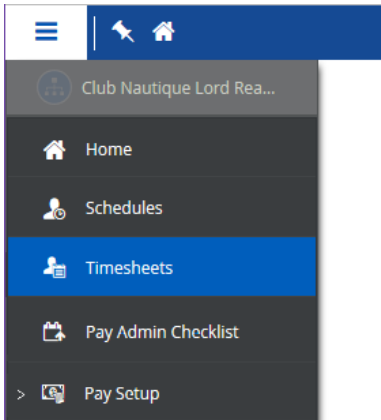 Club Nautique Lord Rea...
Home
Schedules
Timesheets
Pay Admin Checklist
> Pay Setup